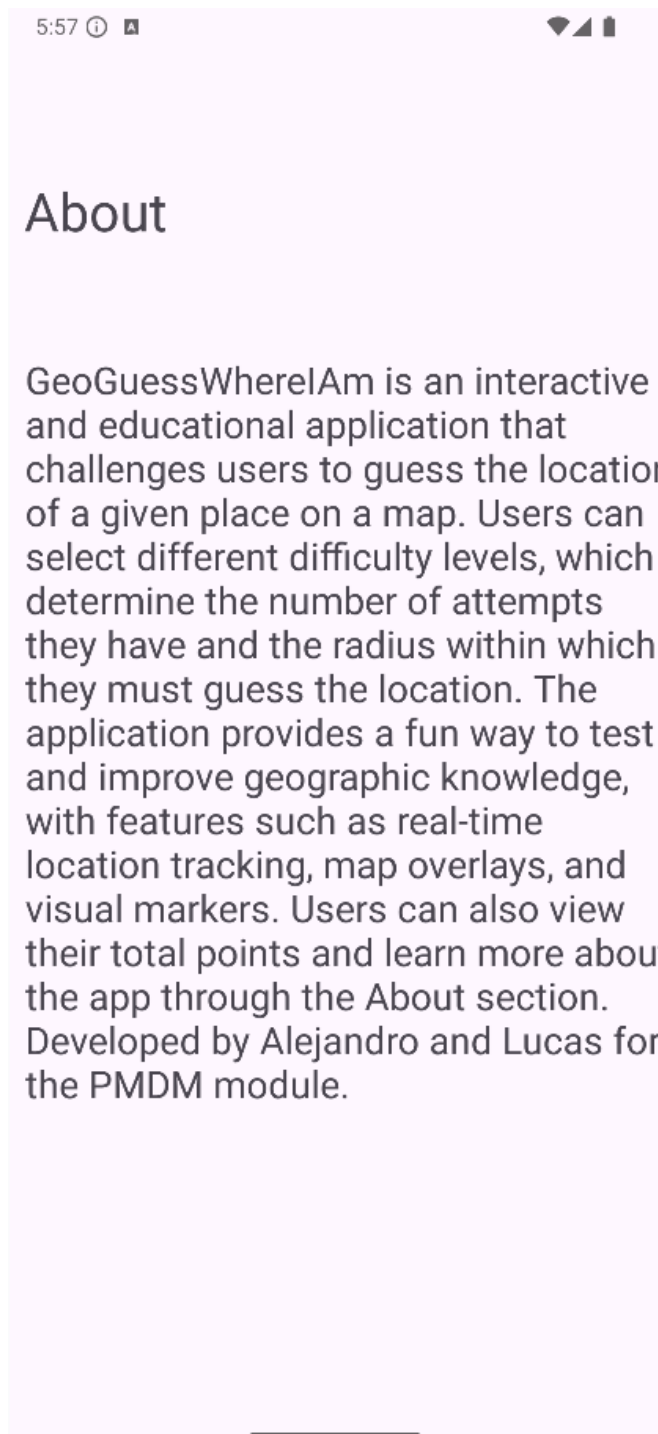 5:57
About
GeoGuessWhereIAm is an interactive
and educational application that
challenges users to guess the location
of a given place on a map. Users can
select different difficulty levels, which
determine the number of attempts
they have and the radius within which
they must guess the location. The
application provides a fun way to test
and improve geographic knowledge,
with features such as real-time
location tracking, map overlays, and
visual markers. Users can also view
their total points and learn more abou
the app through the About section.
Developed by Alejandro and Lucas for
the PMDM module.